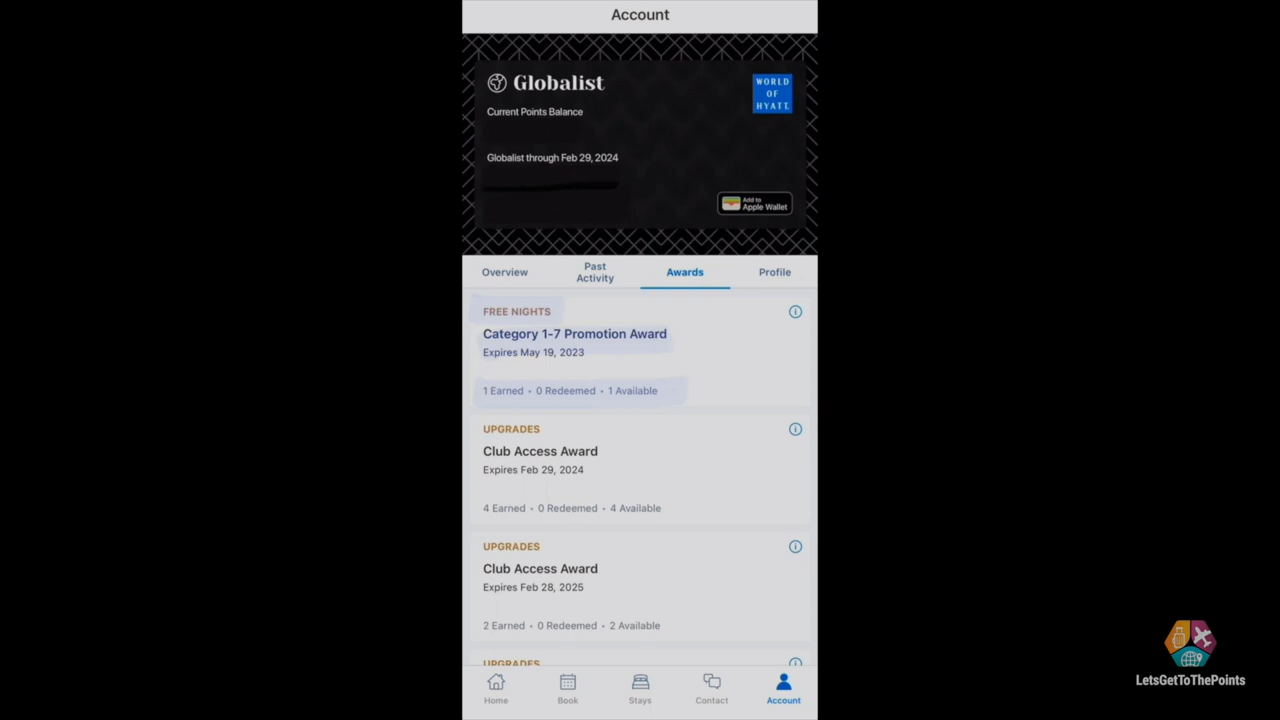 Account
Globalist
WORLD
OF
HYATT
Current Points Balance
Globalist through Feb 29, 2024
Add to
Apple Wallet
Overview
Past
Activity
Awards
Profile
FREE NIGHTS
Category 1-7 Promotion Award
Expires May 19, 2023
1 Earned • 0 Redeemed • 1 Available
UPGRADES
Club Access Award
Expires Feb 29, 2024
4 Earned • 0 Redeemed • 4 Available
UPGRADES
Club Access Award
Expires Feb 28, 2025
2 Earned • 0 Redeemed • 2 Available
UPGRADES
Home
Book
Stays
Contact
Account
LetsGetToThePoints